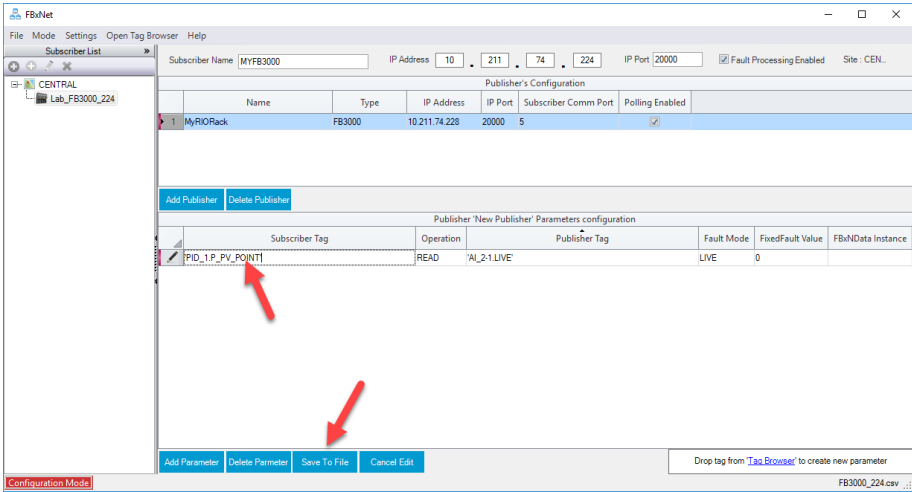 FBxNet
File Mode Settings Open Tag Browser Help
Subscriber List »
CENTRAL
Lab_FB3000_224
Subscriber Name MYFB3000 IP Address 10 . 211 . 74 . 224 IP Port 20000 Fault Processing Enabled Site : CEN...
Publisher's Configuration
Name Type IP Address IP Port Subscriber Comm Port Polling Enabled
1 MyRIORack FB3000 10.211.74.228 20000 5
Add Publisher Delete Publisher
Publisher 'New Publisher' Parameters configuration
Subscriber Tag Operation Publisher Tag Fault Mode FixedFault Value FBxNData Instance
'PID_1.P_PV_POINT' READ 'AI_2-1.LIVE' LIVE 0
Add Parameter Delete Parmeter Save To File Cancel Edit Drop tag from 'Tag Browser' to create new parameter
Configuration Mode FB3000_224.csv